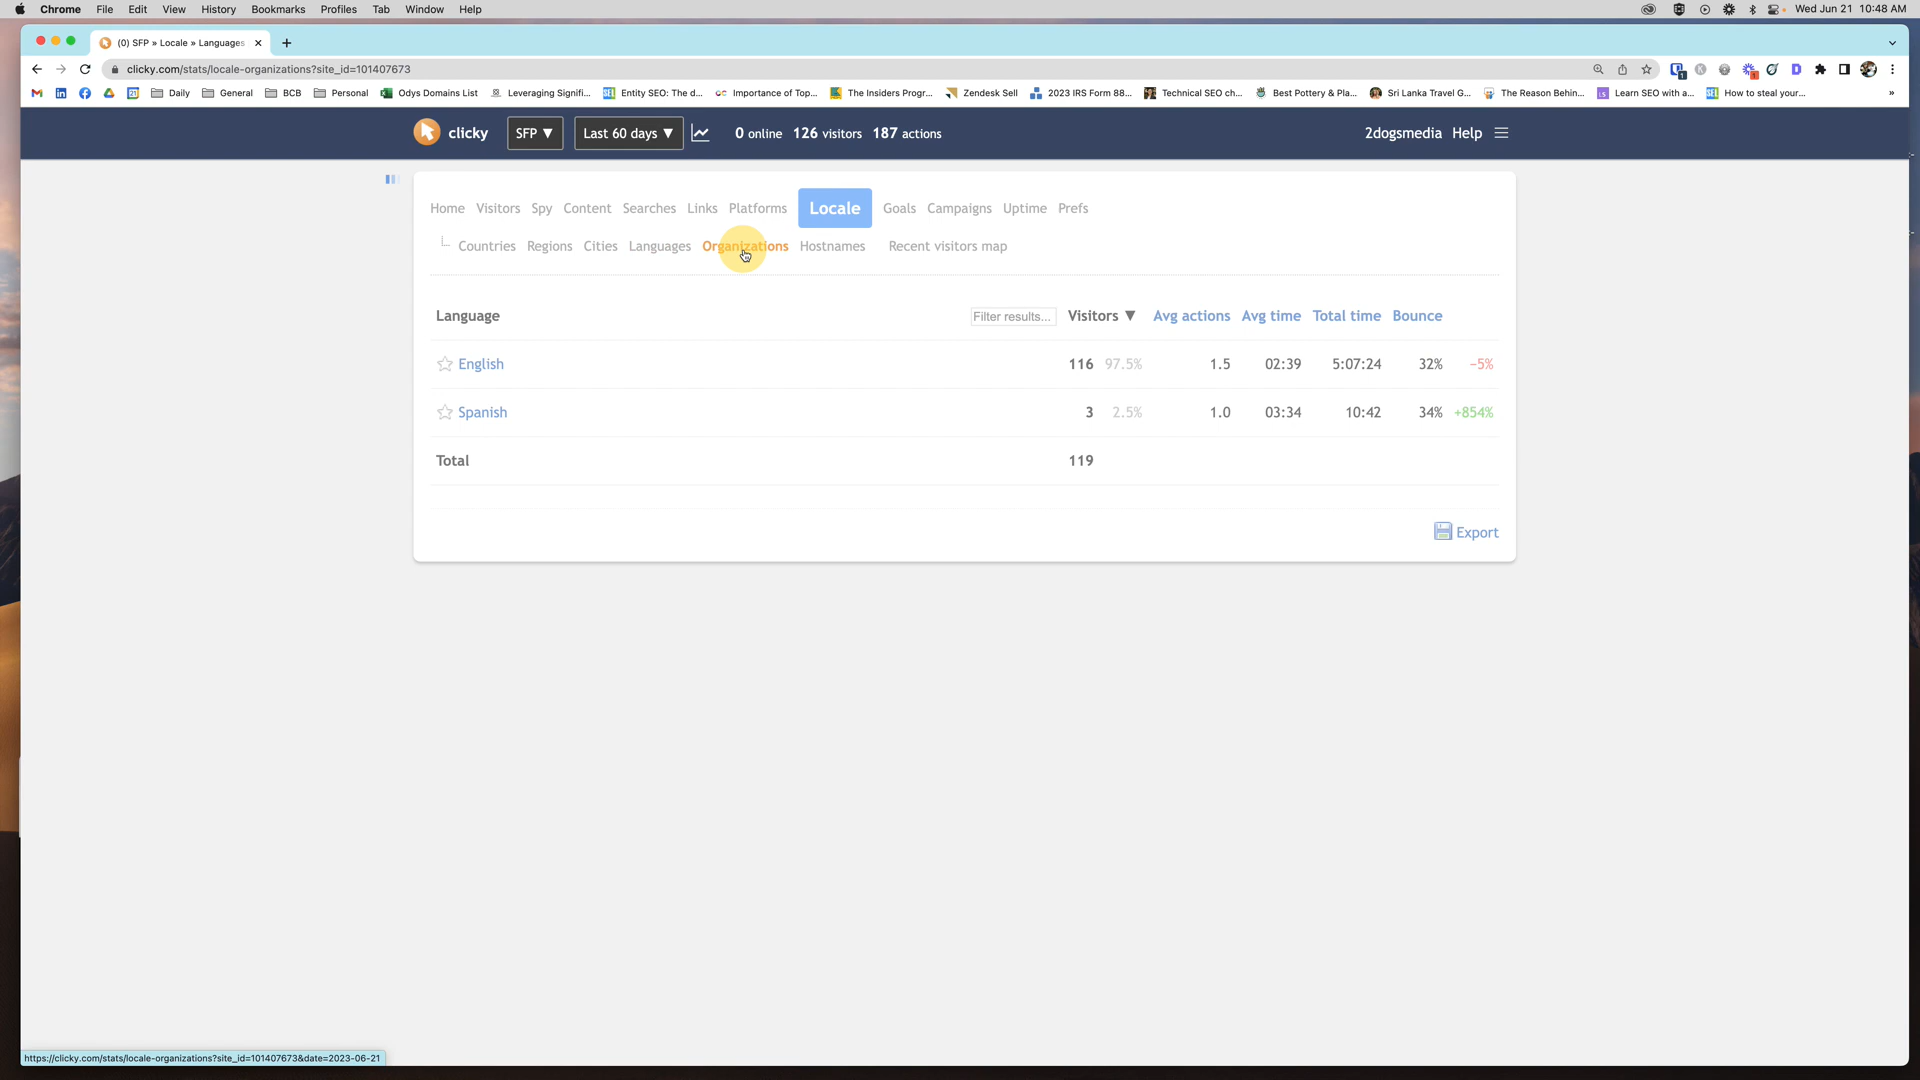 Chrome File Edit View History Bookmarks Profiles Tab Window Help Wed Jun 21 10:48 AM
(0) SFP » Locale » Languages
clicky.com/stats/locale-organizations?site_id=101407673
Daily General BCB Personal Odys Domains List Leveraging Signifi... Entity SEO: The d... Importance of Top... The Insiders Progr... Zendesk Sell 2023 IRS Form 88... Technical SEO ch... Best Pottery & Pla... Sri Lanka Travel G... The Reason Behin... Learn SEO with a... How to steal your... »
clicky SFP ▼ Last 60 days ▼ 0 online 126 visitors 187 actions 2dogsmedia Help
Home Visitors Spy Content Searches Links Platforms Locale Goals Campaigns Uptime Prefs
Countries Regions Cities Languages Organizations Hostnames Recent visitors map
Language Filter results... Visitors ▼ Avg actions Avg time Total time Bounce
English 116 97.5% 1.5 02:39 5:07:24 32% -5%
Spanish 3 2.5% 1.0 03:34 10:42 34% +854%
Total 119
Export
https://clicky.com/stats/locale-organizations?site_id=101407673&date=2023-06-21